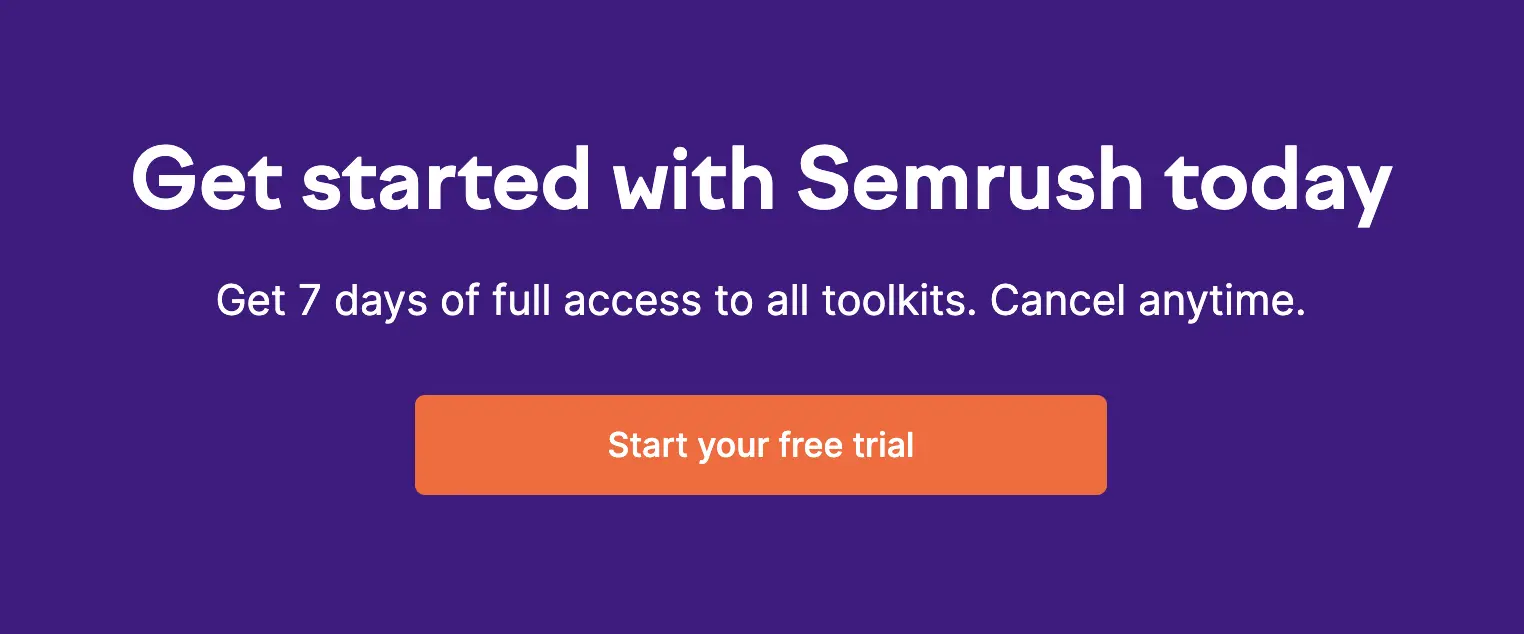 Get started with Semrush today
Get 7 days of full access to all toolkits. Cancel anytime.
Start your free trial